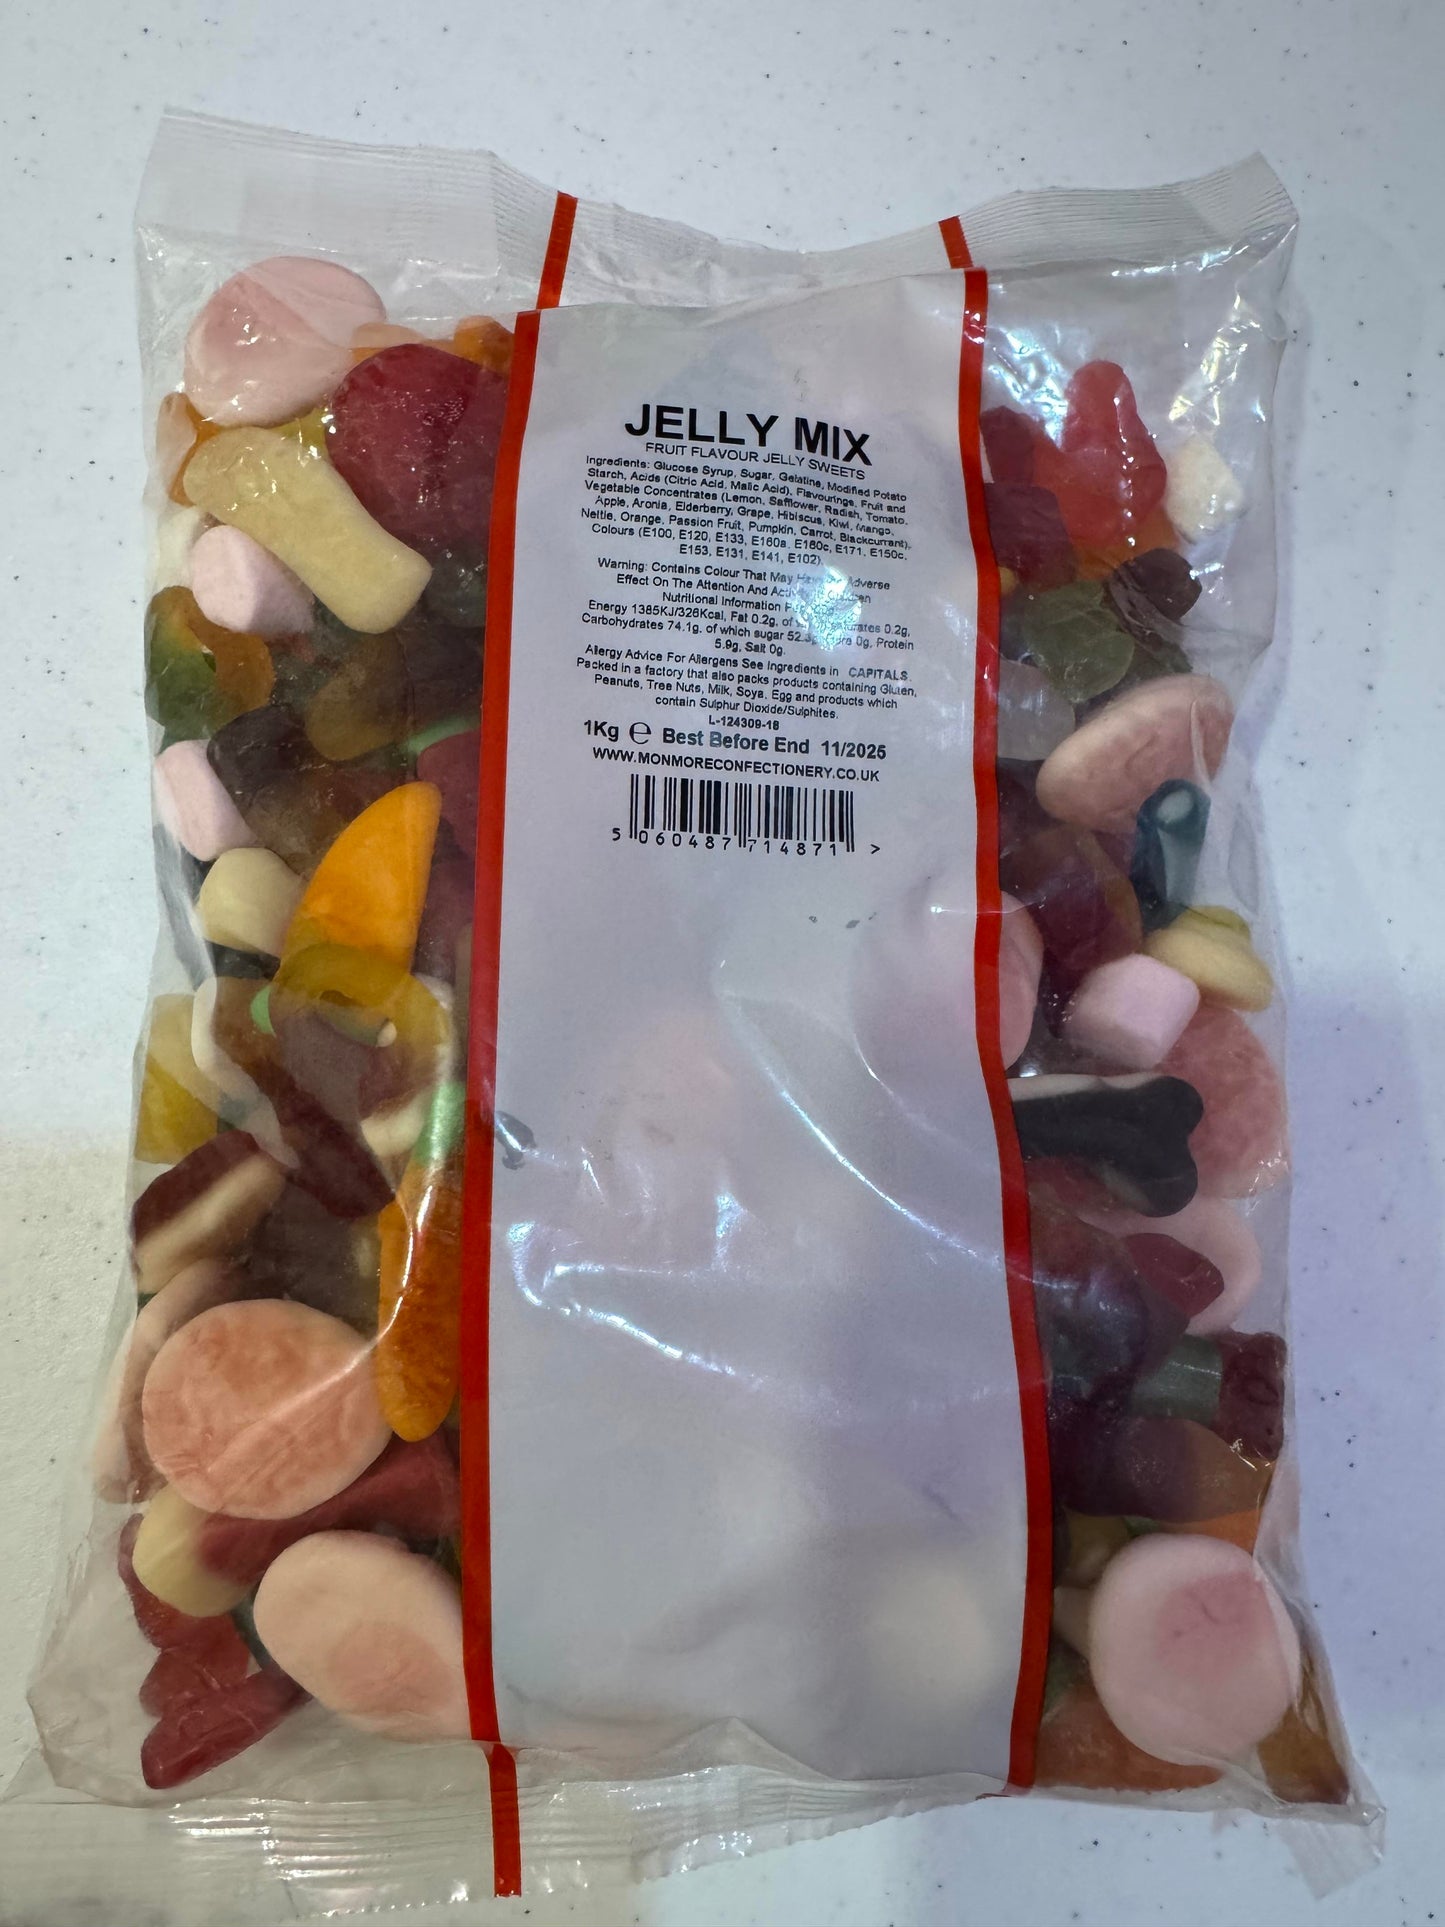 JELLY MIX
FRUIT FLAVOUR JELLY SWEETS
Ingredients: Glucose Syrup, Sugar, Gelatine, Modified Potato
Starch, Acids (Citric Acid, Malic Acid), Flavourings, Fruit and
Vegetable Concentrates (Lemon, Safflower, Radish, Tomato,
Apple, Aronia, Elderberry, Grape, Hibiscus, Kiwi, Mango,
Nettle, Orange, Passion Fruit, Pumpkin, Carrot, Blackcurrant),
Colours (E100, E120, E133, E160a, E160c, E171, E150c,
E153, E131, E141, E102).
Warning: Contains Colour That May Adverse
Effect On The Attention And
Nutritional Information
Energy 1385KJ/326Kcal, Fat 0.2g, of 0.2g,
Carbohydrates 74.1g, of which sugar 0g, Protein
5.9g, Salt 0g.
Allergy Advice For Allergens See Ingredients in CAPITALS.
Packed in a factory that also packs products containing Gluten,
Peanuts, Tree Nuts, Milk, Soya, Egg and products which
contain Sulphur Dioxide/Sulphites.
L-124309-18
1Kg ℮ Best Before End 11/2025
WWW.MONMORECONFECTIONERY.CO.UK
5 060487 714871 >